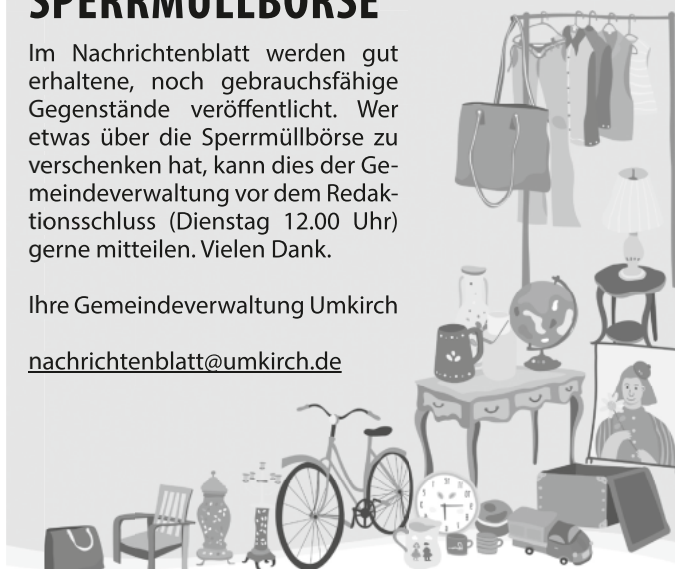 SPERRMÜLLBÖRSE
Im Nachrichtenblatt werden gut
erhaltene, noch gebrauchsfähige
Gegenstände veröffentlicht. Wer
etwas über die Sperrmüllbörse zu
verschenken hat, kann dies der Ge-
meindeverwaltung vor dem Redak-
tionsschluss (Dienstag 12.00 Uhr)
gerne mitteilen. Vielen Dank.
Ihre Gemeindeverwaltung Umkirch
nachrichtenblatt@umkirch.de